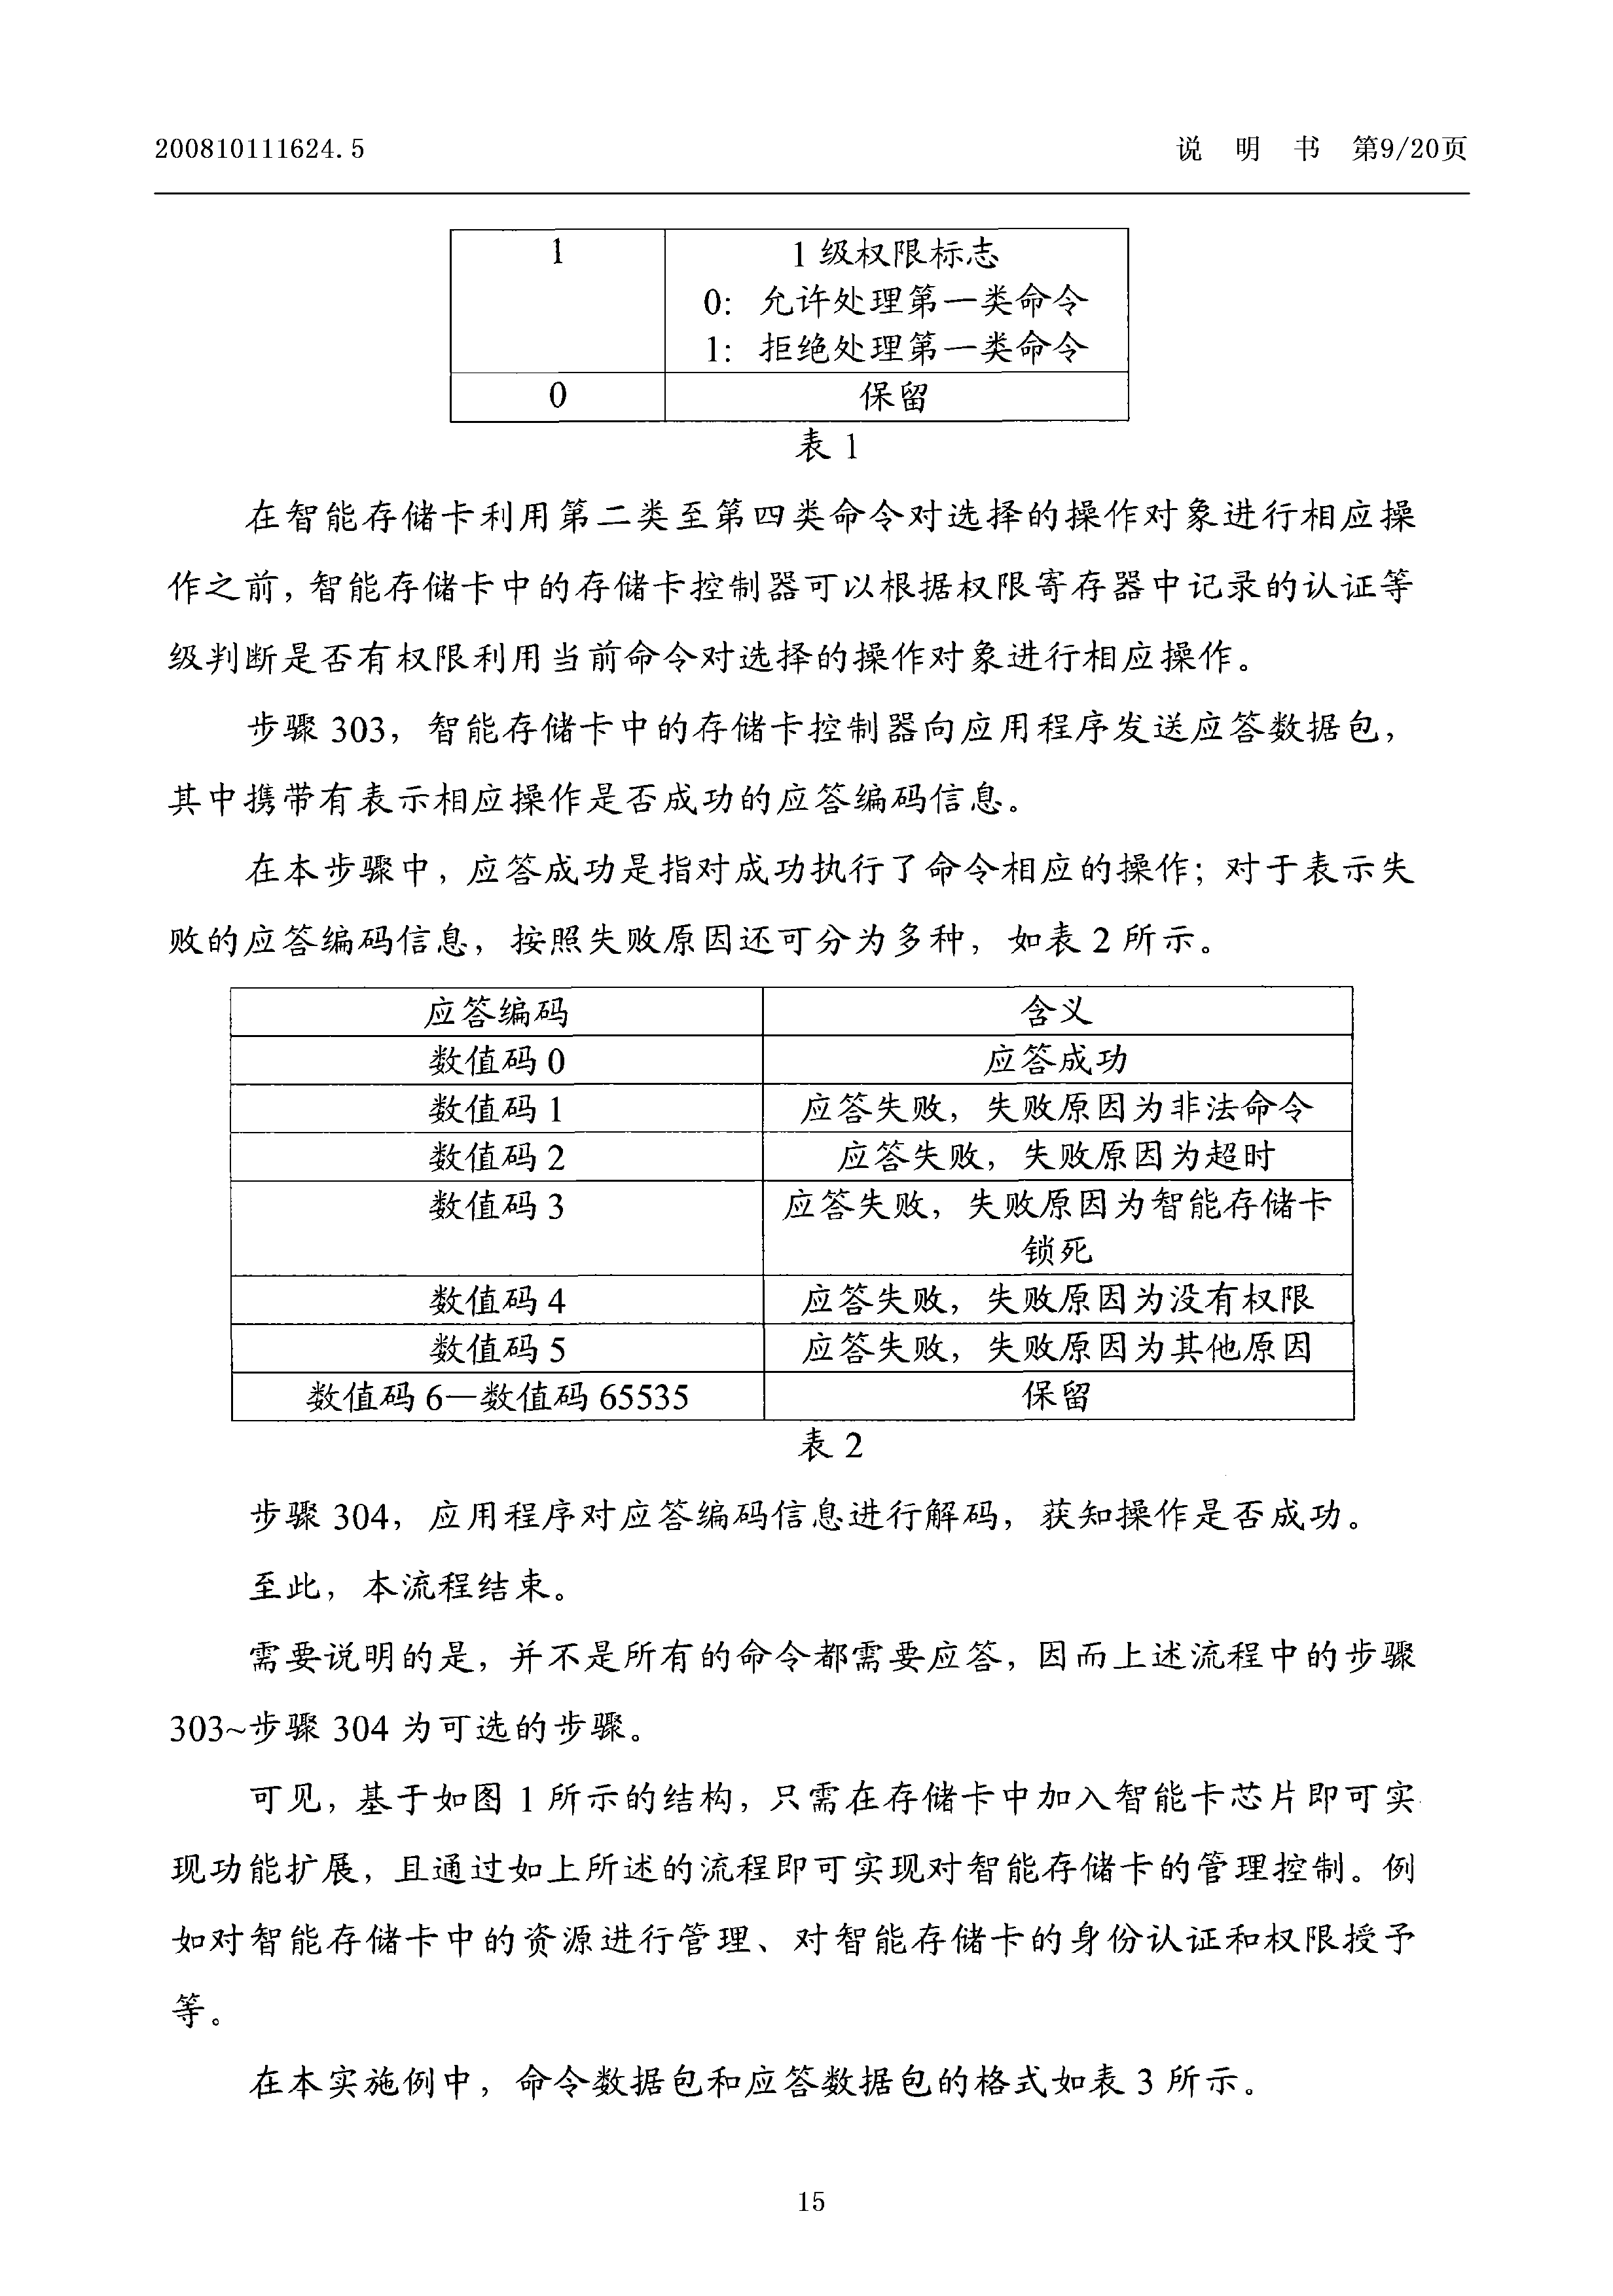 200810111624.5
说 明 书 第9/20页
1 1 级权限标志
0: 允许处理第一类命令
1: 拒绝处理第一类命令
0 保留
表 1
在智能存储卡利用第二类至第四类命令对选择的操作对象进行相应操
作之前，智能存储卡中的存储卡控制器可以根据权限寄存器中记录的认证等
级判断是否有权限利用当前命令对选择的操作对象进行相应操作。
步骤 303，智能存储卡中的存储卡控制器向应用程序发送应答数据包，
其中携带有表示相应操作是否成功的应答编码信息。
在本步骤中，应答成功是指对成功执行了命令相应的操作；对于表示失
败的应答编码信息，按照失败原因还可分为多种，如表 2 所示。
应答编码 含义
数值码 0 应答成功
数值码 1 应答失败，失败原因为非法命令
数值码 2 应答失败，失败原因为超时
数值码 3 应答失败，失败原因为智能存储卡
锁死
数值码 4 应答失败，失败原因为没有权限
数值码 5 应答失败，失败原因为其他原因
数值码 6—数值码 65535 保留
表 2
步骤 304，应用程序对应答编码信息进行解码，获知操作是否成功。
至此，本流程结束。
需要说明的是，并不是所有的命令都需要应答，因而上述流程中的步骤
303~步骤 304 为可选的步骤。
可见，基于如图 1 所示的结构，只需在存储卡中加入智能卡芯片即可实
现功能扩展，且通过如上所述的流程即可实现对智能存储卡的管理控制。例
如对智能存储卡中的资源进行管理、对智能存储卡的身份认证和权限授予
等。
在本实施例中，命令数据包和应答数据包的格式如表 3 所示。
15